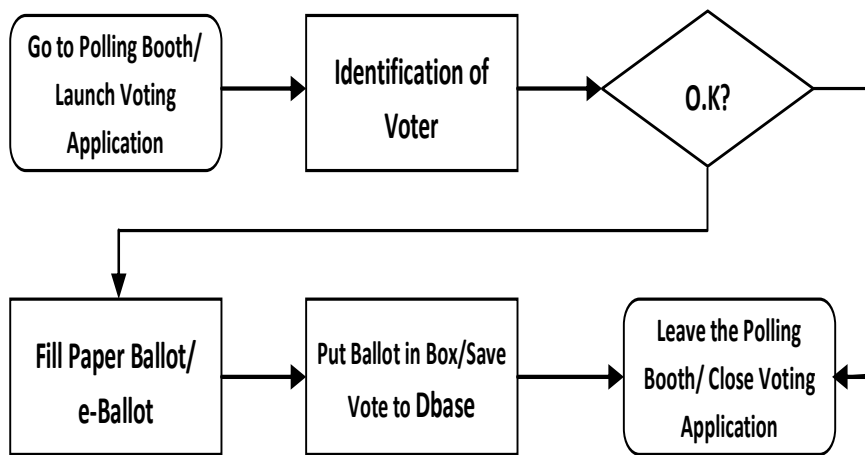 Go to Polling Booth/
Launch Voting
Application
Identification of
Voter
O.K?
Fill Paper Ballot/
e-Ballot
Put Ballot in Box/Save
Vote to Dbase
Leave the Polling
Booth/ Close Voting
Application